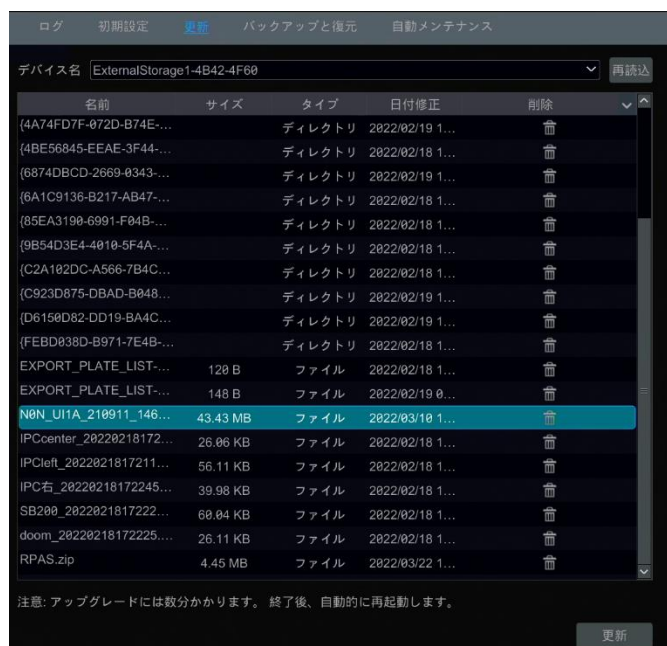 ログ 初期設定 更新 バックアップと復元 自動メンテナンス
デバイス名 ExternalStorage1-4B42-4F60 再読込
名前 サイズ タイプ 日付修正 削除
{4A74FD7F-072D-B74E-... ディレクトリ 2022/02/19 1...
{4BE56845-EEAE-3F44-... ディレクトリ 2022/02/18 1...
{6874DBCD-2669-0343-... ディレクトリ 2022/02/19 1...
{6A1C9136-B217-AB47-... ディレクトリ 2022/02/18 1...
{85EA3190-6991-F04B-... ディレクトリ 2022/02/18 1...
{9B54D3E4-4010-5F4A-... ディレクトリ 2022/02/18 1...
{C2A102DC-A566-7B4C... ディレクトリ 2022/02/18 1...
{C923D875-DBAD-B048... ディレクトリ 2022/02/19 1...
{D6150D82-DD19-BA4C... ディレクトリ 2022/02/19 1...
{FEBD038D-B971-7E4B-... ディレクトリ 2022/02/18 1...
EXPORT_PLATE_LIST-... 120 B ファイル 2022/02/18 1...
EXPORT_PLATE_LIST-... 148 B ファイル 2022/02/19 0...
N0N_UI1A_210911_146... 43.43 MB ファイル 2022/03/10 1...
IPCcenter_20220218172... 26.06 KB ファイル 2022/02/18 1...
IPCleft_2022021817211... 56.11 KB ファイル 2022/02/18 1...
IPC右_20220218172245... 39.98 KB ファイル 2022/02/18 1...
SB200_2022021817222... 60.04 KB ファイル 2022/02/18 1...
doom_20220218172225.... 26.11 KB ファイル 2022/02/18 1...
RPAS.zip 4.45 MB ファイル 2022/03/22 1...
注意: アップグレードには数分かかります。 終了後、自動的に再起動します。
更新